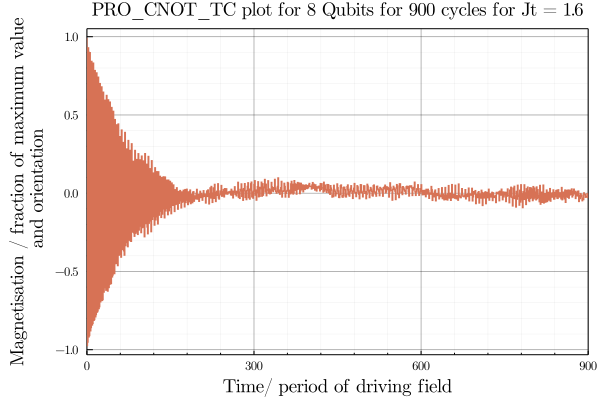 PRO_CNOT_TC plot for 8 Qubits for 900 cycles for Jt = 1.6
Magnetisation / fraction of maximum value
and orientation
1.0
0.5
0.0
−0.5
−1.0
0
300
600
900
Time/ period of driving field